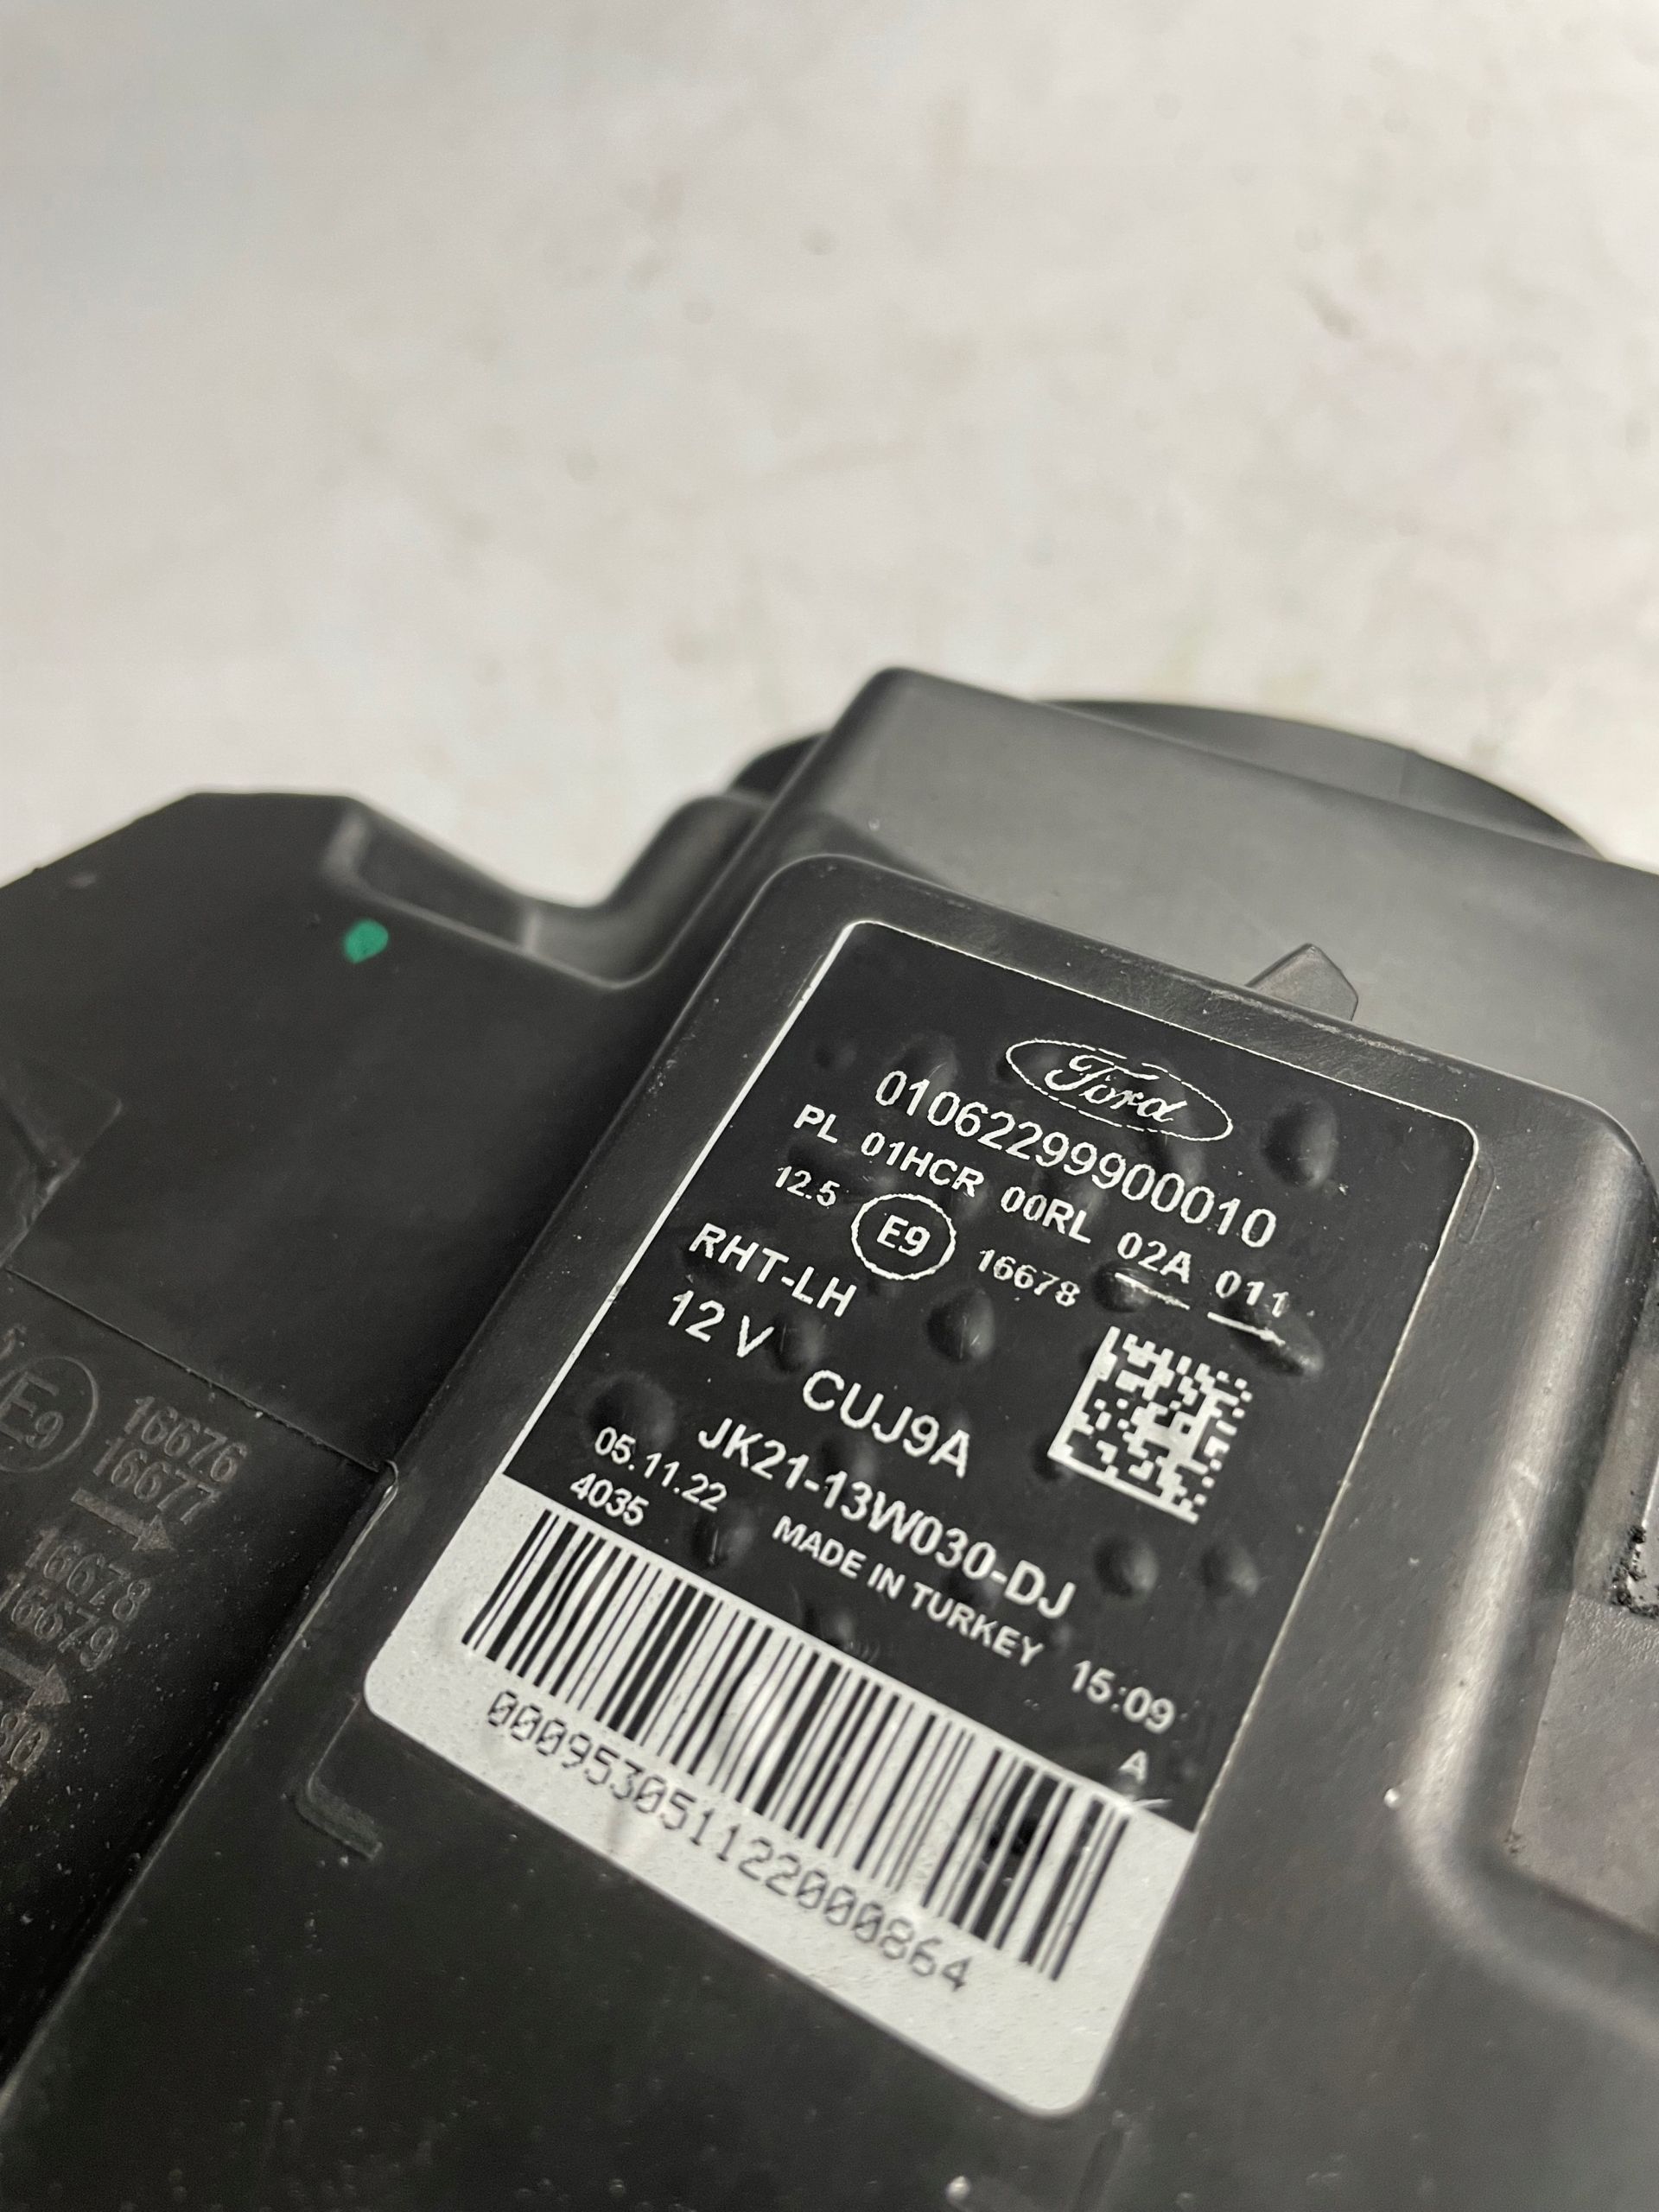 Ford
0106229990010
PL 01HCR 00RL 02A 011
12.5 E9 16678
RHT-LH
12 V CUJ9A
JK21-13W030-DJ
05.11.22 MADE IN TURKEY 15:09
4035 A
000953051122000864
E9
16676
16677
16678
16679